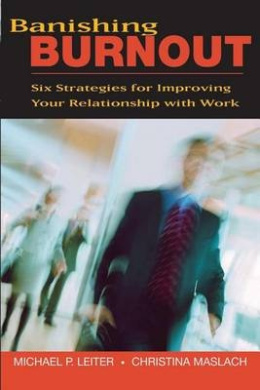 Banishing
BURNOUT
Six Strategies for Improving
Your Relationship with Work
MICHAEL P. LEITER • CHRISTINA MASLACH